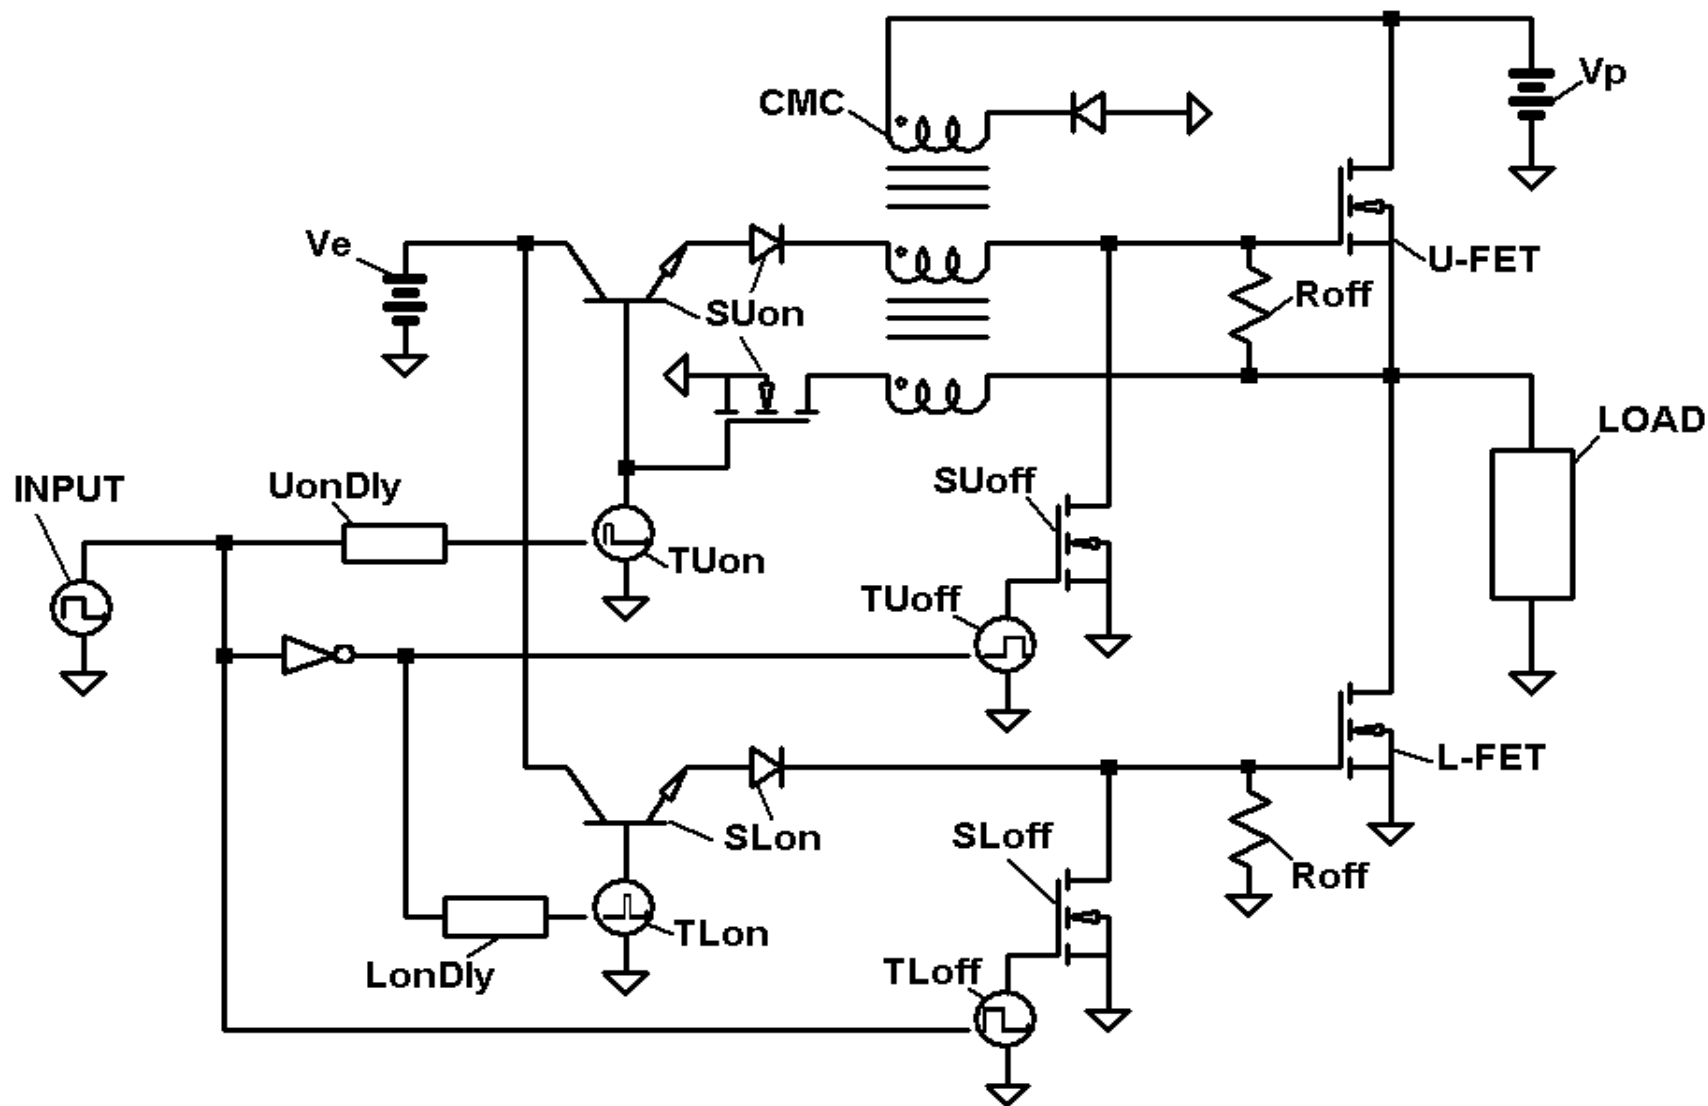 Vp
CMC
Ve
U-FET
SUon
Roff
LOAD
SUoff
INPUT
UonDly
TUon
TUoff
L-FET
SLon
SLoff
Roff
TLon
LonDly
TLoff